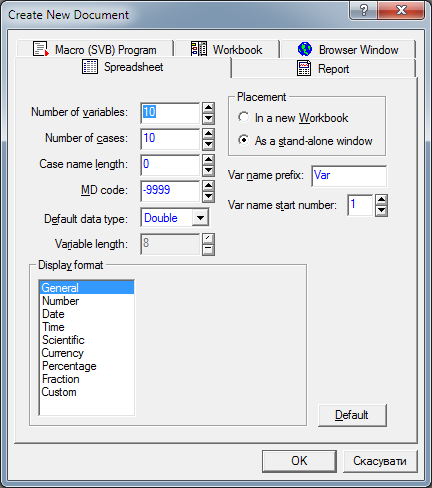 Create New Document
Macro (SVB) Program
Workbook
Browser Window
Spreadsheet
Report
Number of variables:
10
Number of cases:
10
Case name length:
0
MD code:
-9999
Default data type:
Double
Variable length:
8
Placement
In a new Workbook
As a stand-alone window
Var name prefix:
Var
Var name start number:
1
Display format
General
Number
Date
Time
Scientific
Currency
Percentage
Fraction
Custom
Default
OK
Скасувати